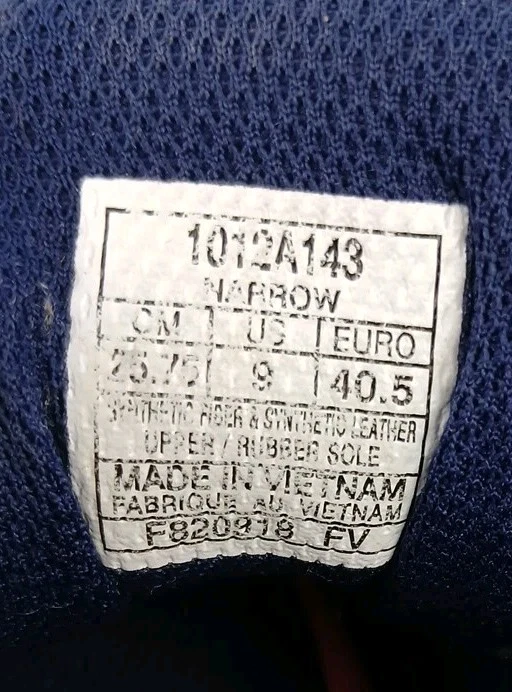 1012A143
NARROW
CM US EURO
25.75 9 40.5
SYNTHETIC FIBER & SYNTHETIC LEATHER
UPPER / RUBBER SOLE
MADE IN VIETNAM
FABRIQUE AU VIETNAM
F820918 FV